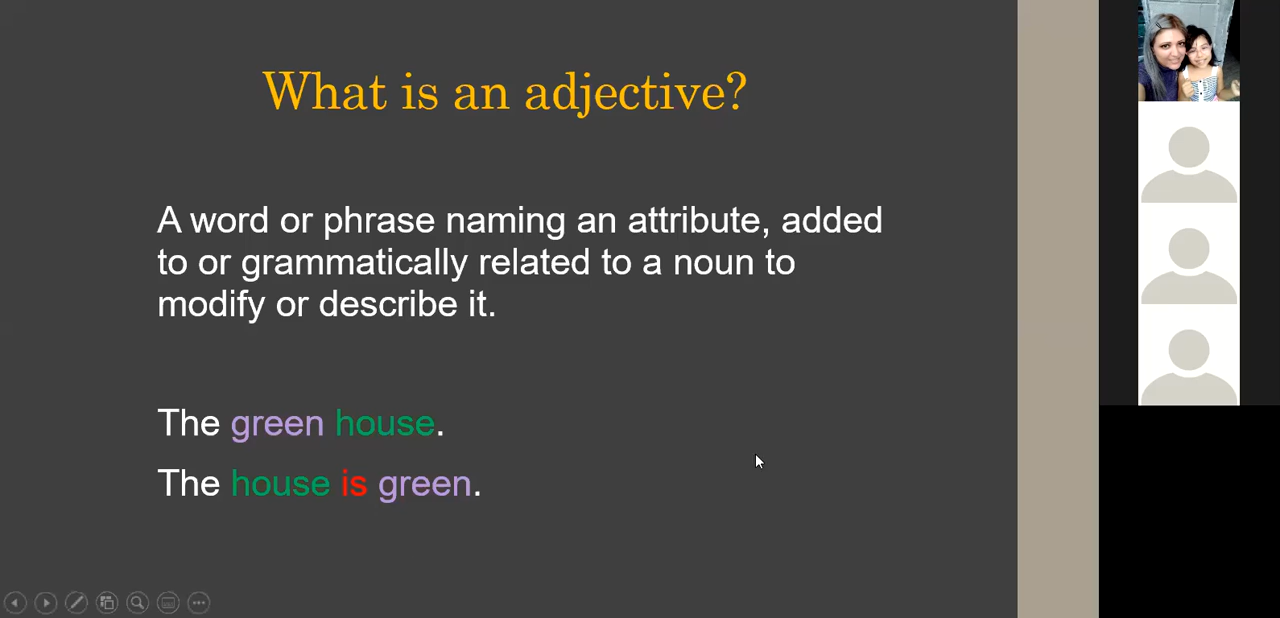 What is an adjective?
A word or phrase naming an attribute, added
to or grammatically related to a noun to
modify or describe it.
The green house.
The house is green.